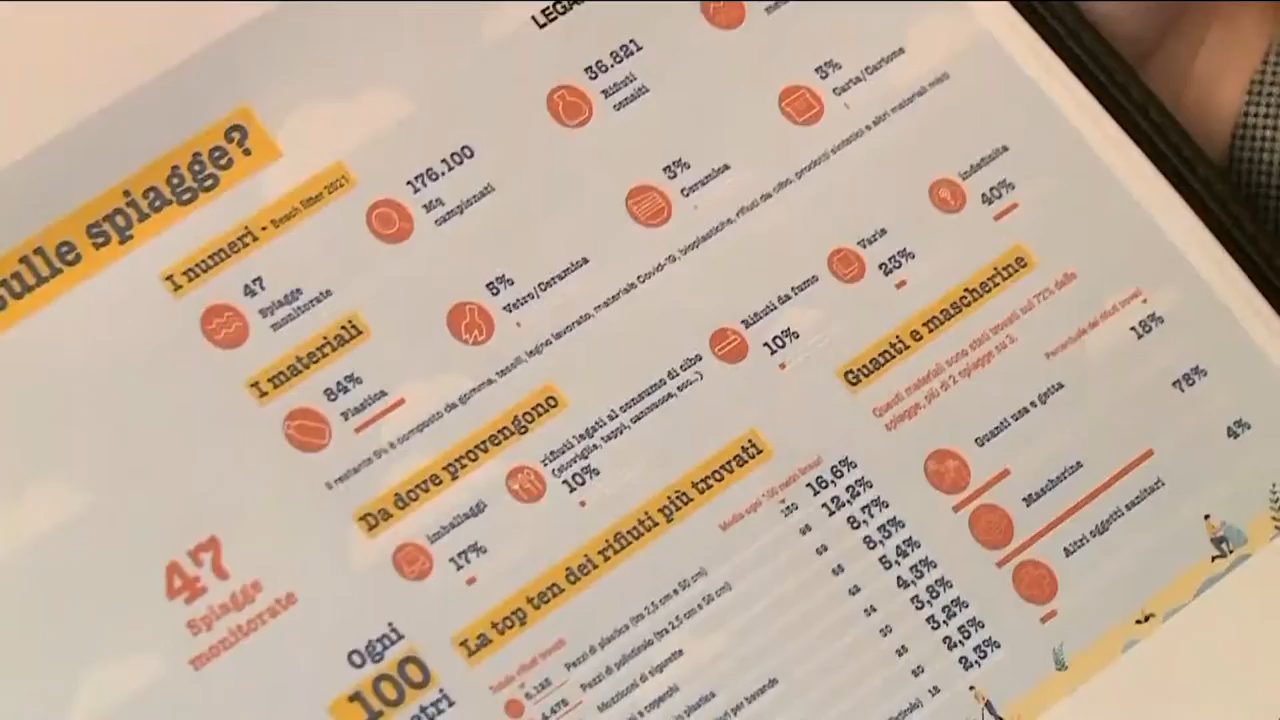 sulle spiagge?
I numeri - Beach litter 2021
47
Spiagge
monitorate
176.100
Mq
campionati
36.821
Rifiuti
censiti
I materiali
84%
Plastica
5%
Vetro/Ceramica
3%
Ceramica
3%
Carta/Cartone
Il restante 5% è composto da gomma, tessili, legno lavorato, materiale Covid-19, bioplastiche, rifiuti da cibo, prodotti sintetici e altri materiali misti
Da dove provengono
imballaggi
17%
rifiuti legati al consumo di cibo
(stoviglie, tappi, cannucce, ecc..)
10%
Rifiuti da fumo
10%
Varie
23%
indefinita
40%
47
Spiagge
monitorate
Ogni
100
La top ten dei rifiuti più trovati
Media ogni 100 metri lineari
Pezzi di plastica (tra 2,5 cm e 50 cm)
16,6%
Pezzi di polistirolo (tra 2,5 cm e 50 cm)
12,2%
Mozziconi di sigarette
8,7%
8,3%
5,4%
4,3%
3,8%
3,2%
2,5%
2,3%
Guanti e mascherine
Questi materiali sono stati trovati sul 72% delle
spiagge, più di 2 spiagge su 3.
Percentuale dei rifiuti trovati
Guanti usa e getta
18%
Mascherine
78%
Altri oggetti sanitari
4%